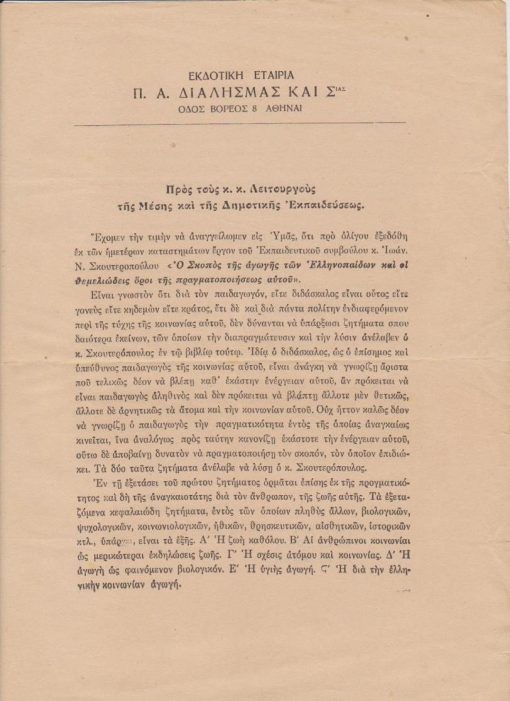 ΕΚΔΟΤΙΚΗ ΕΤΑΙΡΙΑ
Π. Α. ΔΙΑΛΗΣΜΑΣ ΚΑΙ ΣΙΑΣ
ΟΔΟΣ ΒΟΡΕΟΣ 8 ΑΘΗΝΑΙ
Πρὸς τοὺς κ. κ. Λειτουργοὺς
τῆς Μέσης καὶ τῆς Δημοτικῆς Ἐκπαιδεύσεως.
Ἔχομεν τὴν τιμὴν νὰ ἀναγγείλωμεν εἰς Ὑμᾶς, ὅτι πρὸ ὀλίγου ἐξεδόθη
ἐκ τῶν ἡμετέρων καταστημάτων ἔργον τοῦ Ἐκπαιδευτικοῦ συμβούλου κ. Ἰωάν.
Ν. Σκουτεροπούλου «Ὁ Σκοπὸς τῆς ἀγωγῆς τῶν Ἑλληνοπαίδων καὶ οἱ
θεμελιώδεις ὅροι τῆς πραγματοποιήσεως αὐτοῦ».
Εἶναι γνωστὸν ὅτι διὰ τὸν παιδαγωγόν, εἴτε διδάσκαλος εἶναι οὗτος εἴτε
γονεὺς εἴτε κηδεμὼν εἴτε κράτος, ἔτι δὲ καὶ διὰ πάντα πολίτην ἐνδιαφερόμενον
περὶ τῆς τύχης τῆς κοινωνίας αὐτοῦ, δὲν δύνανται νὰ ὑπάρξωσι ζητήματα σπου
δαιότερα ἐκείνων, τῶν ὁποίων τὴν διαπραγμάτευσιν καὶ τὴν λύσιν ἀνέλαβεν ὁ
κ. Σκουτερόπουλος ἐν τῷ βιβλίῳ τούτῳ. Ἰδίᾳ ὁ διδάσκαλος, ὡς ὁ ἐπίσημος καὶ
ὑπεύθυνος παιδαγωγὸς τῆς κοινωνίας αὐτοῦ, εἶναι ἀνάγκη νὰ γνωρίζῃ ἄριστα
ποῦ τελικῶς δέον νὰ βλέπῃ καθ' ἑκάστην ἐνέργειαν αὐτοῦ, ἂν πρόκειται νὰ
εἶναι παιδαγωγὸς ἀληθινὸς καὶ δὲν πρόκειται νὰ βλάπτῃ ἄλλοτε μὲν θετικῶς,
ἄλλοτε δὲ ἀρνητικῶς τὰ ἄτομα καὶ τὴν κοινωνίαν αὐτοῦ. Οὐχ ἧττον καλῶς δέον
νὰ γνωρίζῃ ὁ παιδαγωγὸς τὴν πραγματικότητα ἐντὸς τῆς ὁποίας ἀναγκαίως
κινεῖται, ἵνα ἀναλόγως πρὸς ταύτην κανονίζῃ ἑκάστοτε τὴν ἐνέργειαν αὐτοῦ,
οὕτω δὲ ἀποβαίνῃ δυνατὸν νὰ πραγματοποιήσῃ τὸν σκοπόν, τὸν ὁποῖον ἐπιδιώ-
κει. Τὰ δύο ταῦτα ζητήματα ἀνέλαβε νὰ λύσῃ ὁ κ. Σκουτερόπουλος.
Ἐν τῇ ἐξετάσει τοῦ πρώτου ζητήματος ὁρμᾶται ἐπίσης ἐκ τῆς πραγματικό-
τητος καὶ δὴ τῆς ἀναγκαιοτάτης διὰ τὸν ἄνθρωπον, τῆς ζωῆς αὐτῆς. Τὰ ἐξετα-
ζόμενα κεφαλαιώδη ζητήματα, ἐντὸς τῶν ὁποίων πληθὺς ἄλλων, βιολογικῶν,
ψυχολογικῶν, κοινωνιολογικῶν, ἠθικῶν, θρησκευτικῶν, αἰσθητικῶν, ἱστορικῶν
κτλ., εἶναι τὰ ἑξῆς. Α' Ἡ ζωὴ καθόλου. Β' Αἱ ἀνθρώπιναι κοινωνίαι
ὡς μερικώτεραι ἐκδηλώσεις ζωῆς. Γ' Ἡ σχέσις ἀτόμου καὶ κοινωνίας. Δ' Ἡ
ἀγωγὴ ὡς φαινόμενον βιολογικόν. Ε' Ἡ ὑγιὴς ἀγωγή. Ϛ' Ἡ διὰ τὴν ἑλλη-
νικὴν κοινωνίαν ἀγωγή.